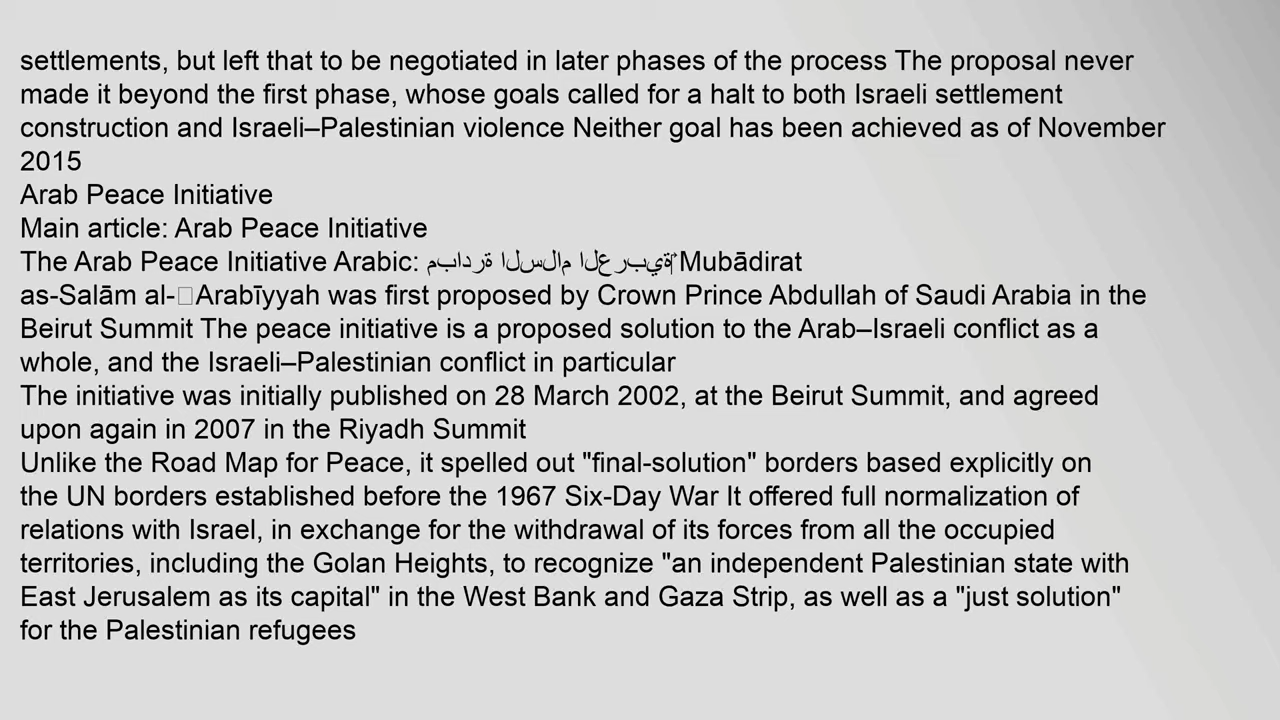 settlements, but left that to be negotiated in later phases of the process The proposal never
made it beyond the first phase, whose goals called for a halt to both Israeli settlement
construction and Israeli–Palestinian violence Neither goal has been achieved as of November
2015
Arab Peace Initiative
Main article: Arab Peace Initiative
The Arab Peace Initiative Arabic: مبادرة السلام العربية Mubādirat
as-Salām al-□Arabīyyah was first proposed by Crown Prince Abdullah of Saudi Arabia in the
Beirut Summit The peace initiative is a proposed solution to the Arab–Israeli conflict as a
whole, and the Israeli–Palestinian conflict in particular
The initiative was initially published on 28 March 2002, at the Beirut Summit, and agreed
upon again in 2007 in the Riyadh Summit
Unlike the Road Map for Peace, it spelled out "final-solution" borders based explicitly on
the UN borders established before the 1967 Six-Day War It offered full normalization of
relations with Israel, in exchange for the withdrawal of its forces from all the occupied
territories, including the Golan Heights, to recognize "an independent Palestinian state with
East Jerusalem as its capital" in the West Bank and Gaza Strip, as well as a "just solution"
for the Palestinian refugees